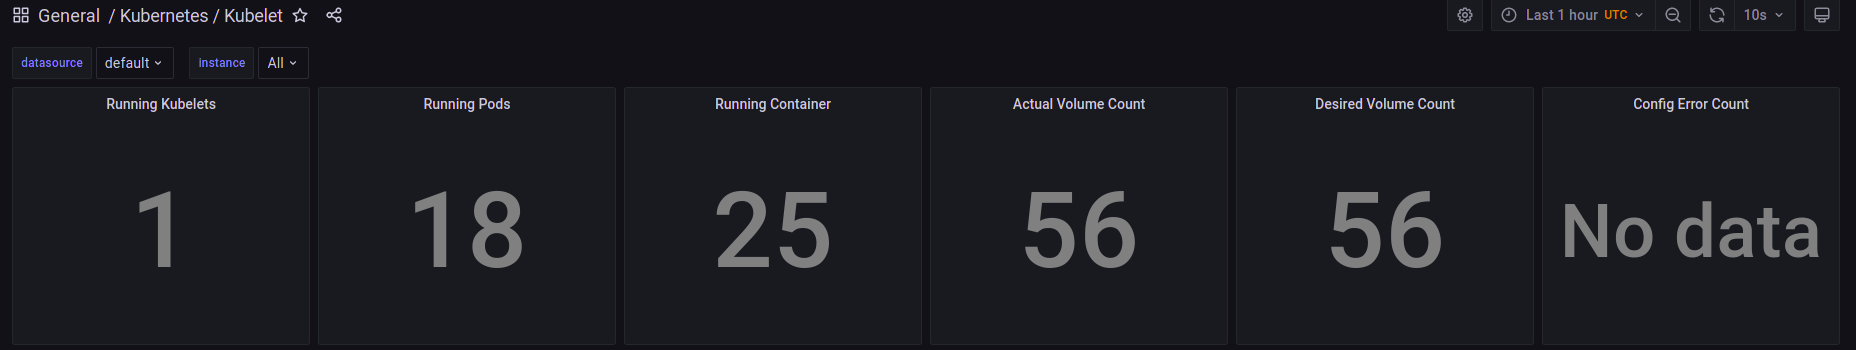 General / Kubernetes / Kubelet
Last 1 hour UTC
10s
datasource default instance All
Running Kubelets
1
Running Pods
18
Running Container
25
Actual Volume Count
56
Desired Volume Count
56
Config Error Count
No data